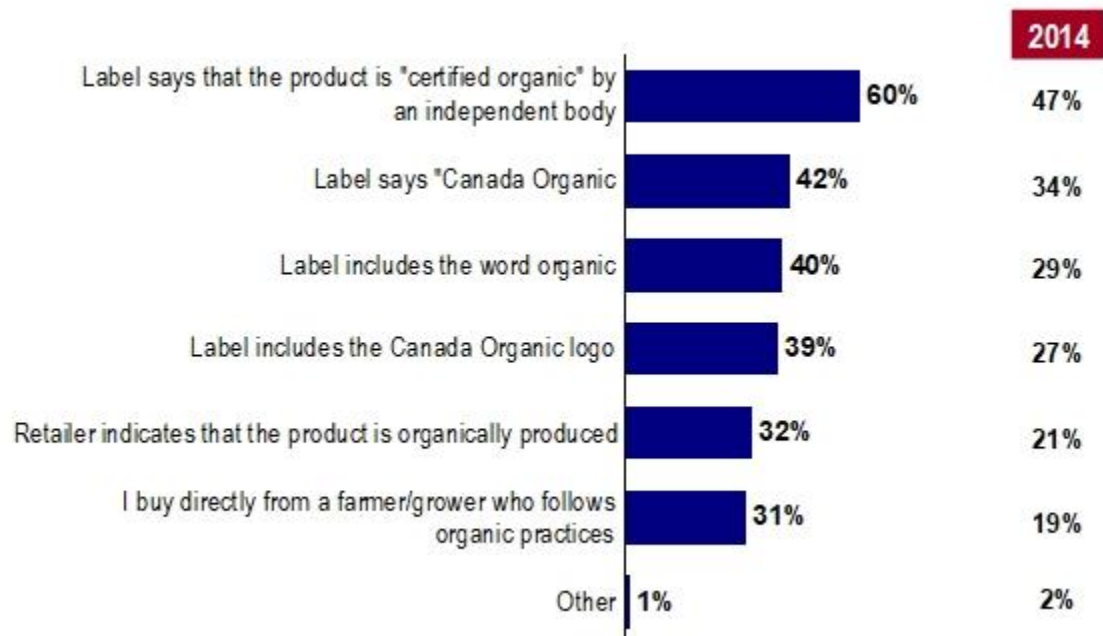 2014
Label says that the product is "certified organic" by
an independent body
60%
47%
Label says "Canada Organic
42%
34%
Label includes the word organic
40%
29%
Label includes the Canada Organic logo
39%
27%
Retailer indicates that the product is organically produced
32%
21%
I buy directly from a farmer/grower who follows
organic practices
31%
19%
Other
1%
2%